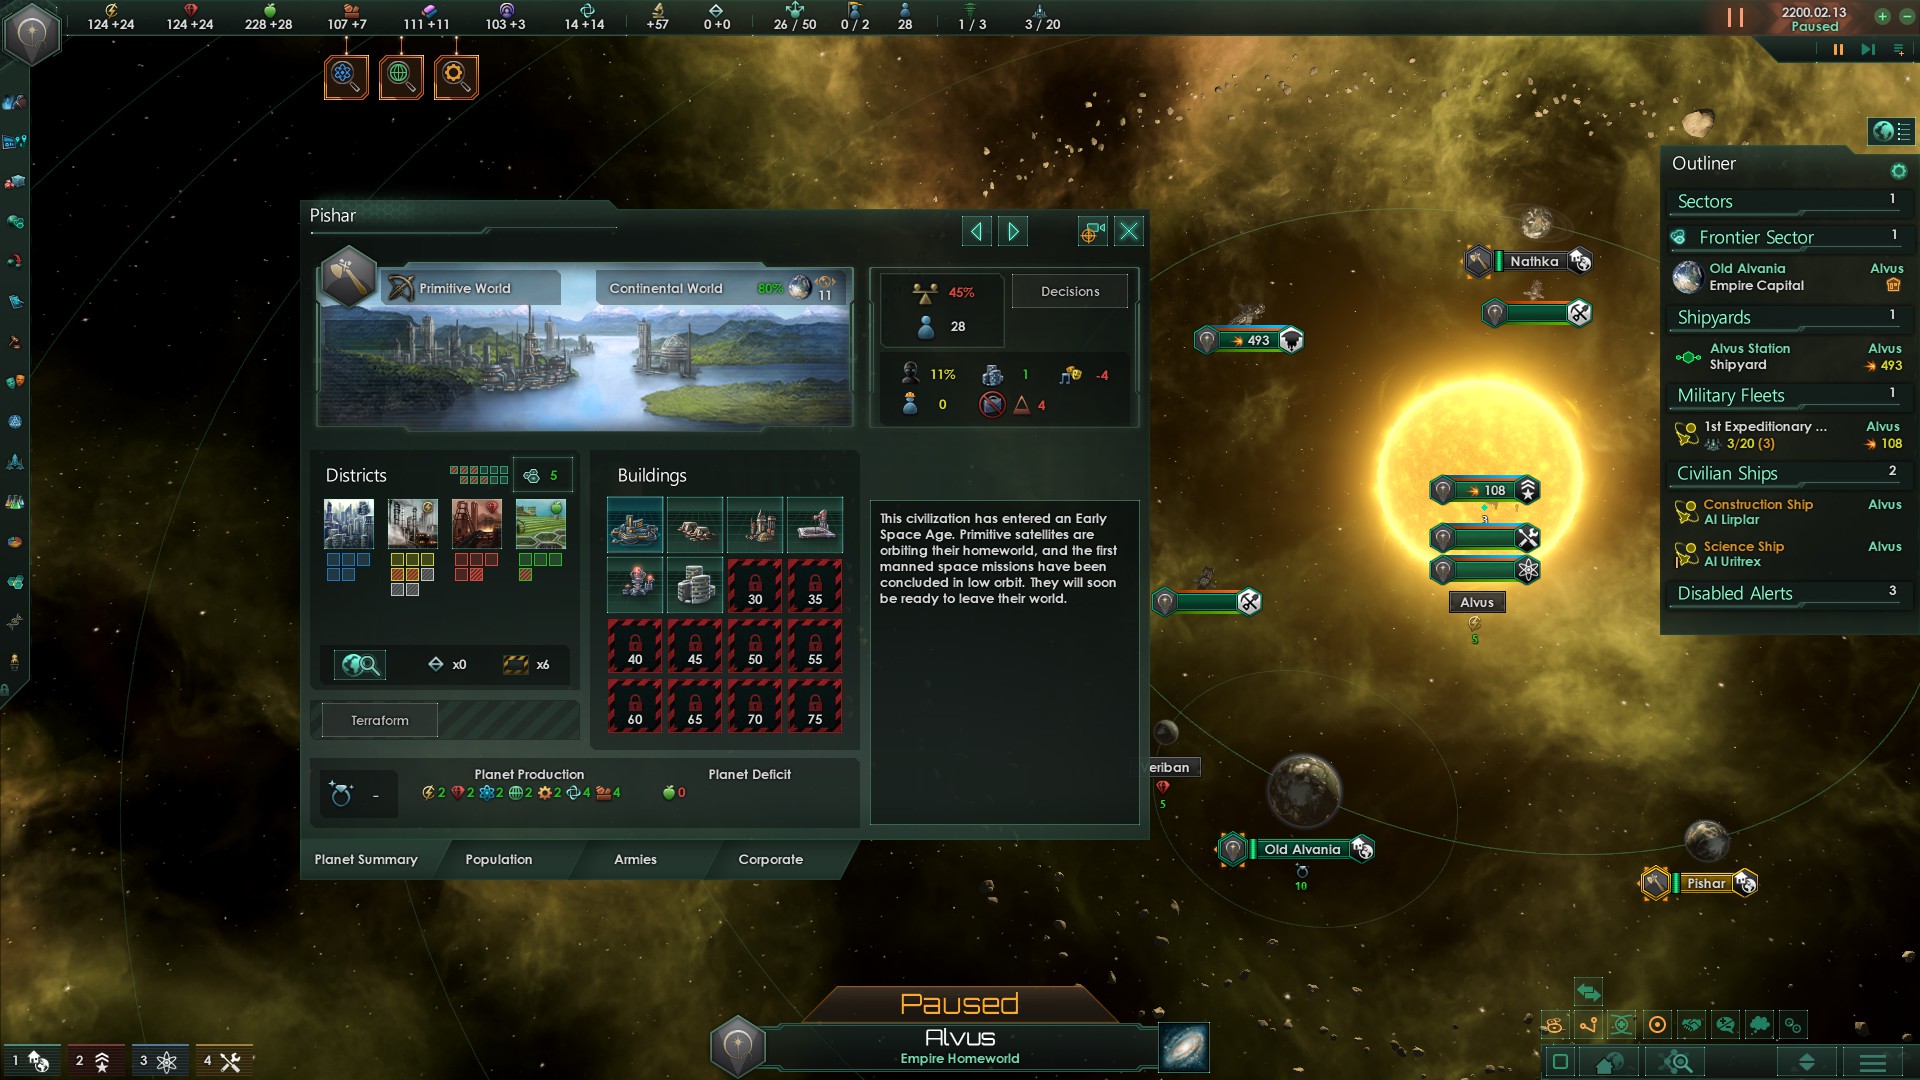 124 +24
124 +24
228 +28
107 +7
111 +11
103 +3
14 +14
+57
0 +0
26 / 50
0 / 2
28
1 / 3
3 / 20
2200.02.13
Paused
Pishar
Primitive World
Continental World
80%
11
45%
28
Decisions
11%
1
-4
0
4
Districts
5
Buildings
30
35
40
45
50
55
60
65
70
75
x0
x6
Terraform
This civilization has entered an Early
Space Age. Primitive satellites are
orbiting their homeworld, and the first
manned space missions have been
concluded in low orbit. They will soon
be ready to leave their world.
Planet Production
2 2 2 2 2 4 4
Planet Deficit
0
-
Planet Summary
Population
Armies
Corporate
493
Nathka
108
3
Alvus
5
eriban
5
Old Alvania
10
Pishar
Outliner
Sectors
1
Frontier Sector
1
Old Alvania
Alvus
Empire Capital
Shipyards
1
Alvus Station
Alvus
Shipyard
493
Military Fleets
1
1st Expeditionary ...
Alvus
3/20 (3)
108
Civilian Ships
2
Construction Ship
Alvus
Al Lirplar
Science Ship
Alvus
Al Uritrex
Disabled Alerts
3
Paused
Alvus
Empire Homeworld
1
2
3
4